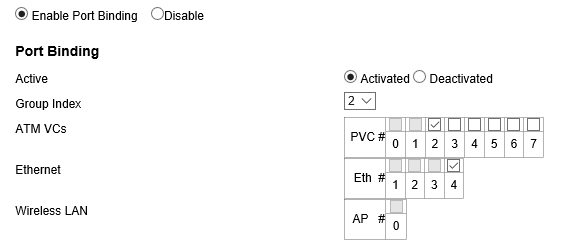 Enable Port Binding Disable
Port Binding
Active Activated Deactivated
Group Index 2
ATM VCs PVC # 0 1 2 3 4 5 6 7
Ethernet Eth # 1 2 3 4
Wireless LAN AP # 0